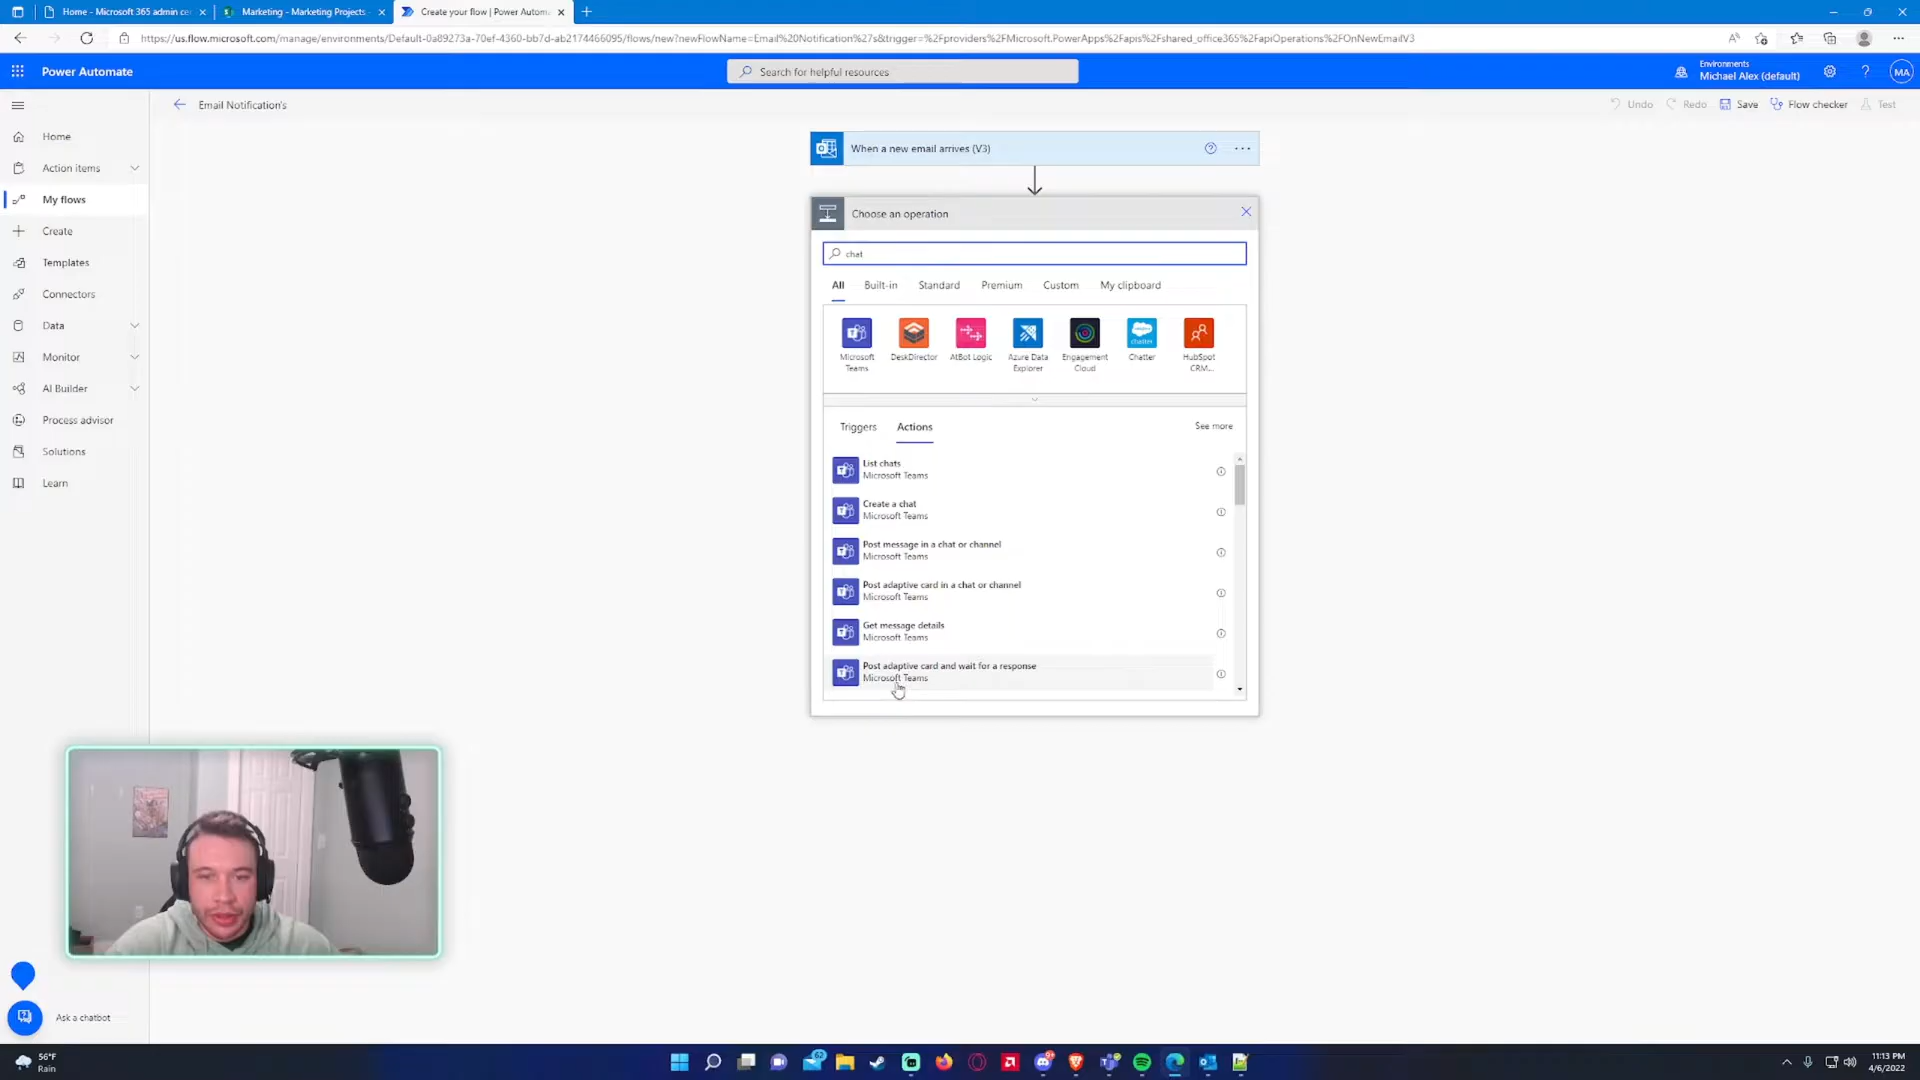 Home - Microsoft 365 admin ce
Marketing - Marketing Projects -
Create your flow | Power Automa
https://us.flow.microsoft.com/manage/environments/Default-0a89273a-70ef-4360-bb7d-ab2174466095/flows/new?newFlowName=Email%20Notification%27s&trigger=%2Fproviders%2FMicrosoft.PowerApps%2Fapis%2Fshared_office365%2FapiOperations%2FOnNewEmailV3
Power Automate
Search for helpful resources
Environments
Michael Alex (default)
MA
Email Notification's
Undo
Redo
Save
Flow checker
Test
Home
Action items
My flows
Create
Templates
Connectors
Data
Monitor
AI Builder
Process advisor
Solutions
Learn
Ask a chatbot
When a new email arrives (V3)
Choose an operation
chat
All
Built-in
Standard
Premium
Custom
My clipboard
Microsoft
Teams
DeskDirector
AtBot Logic
Azure Data
Explorer
Engagement
Cloud
Chatter
HubSpot
CRM...
Triggers
Actions
See more
List chats
Microsoft Teams
Create a chat
Microsoft Teams
Post message in a chat or channel
Microsoft Teams
Post adaptive card in a chat or channel
Microsoft Teams
Get message details
Microsoft Teams
Post adaptive card and wait for a response
Microsoft Teams
56°F
Rain
62
11:13 PM
4/6/2022